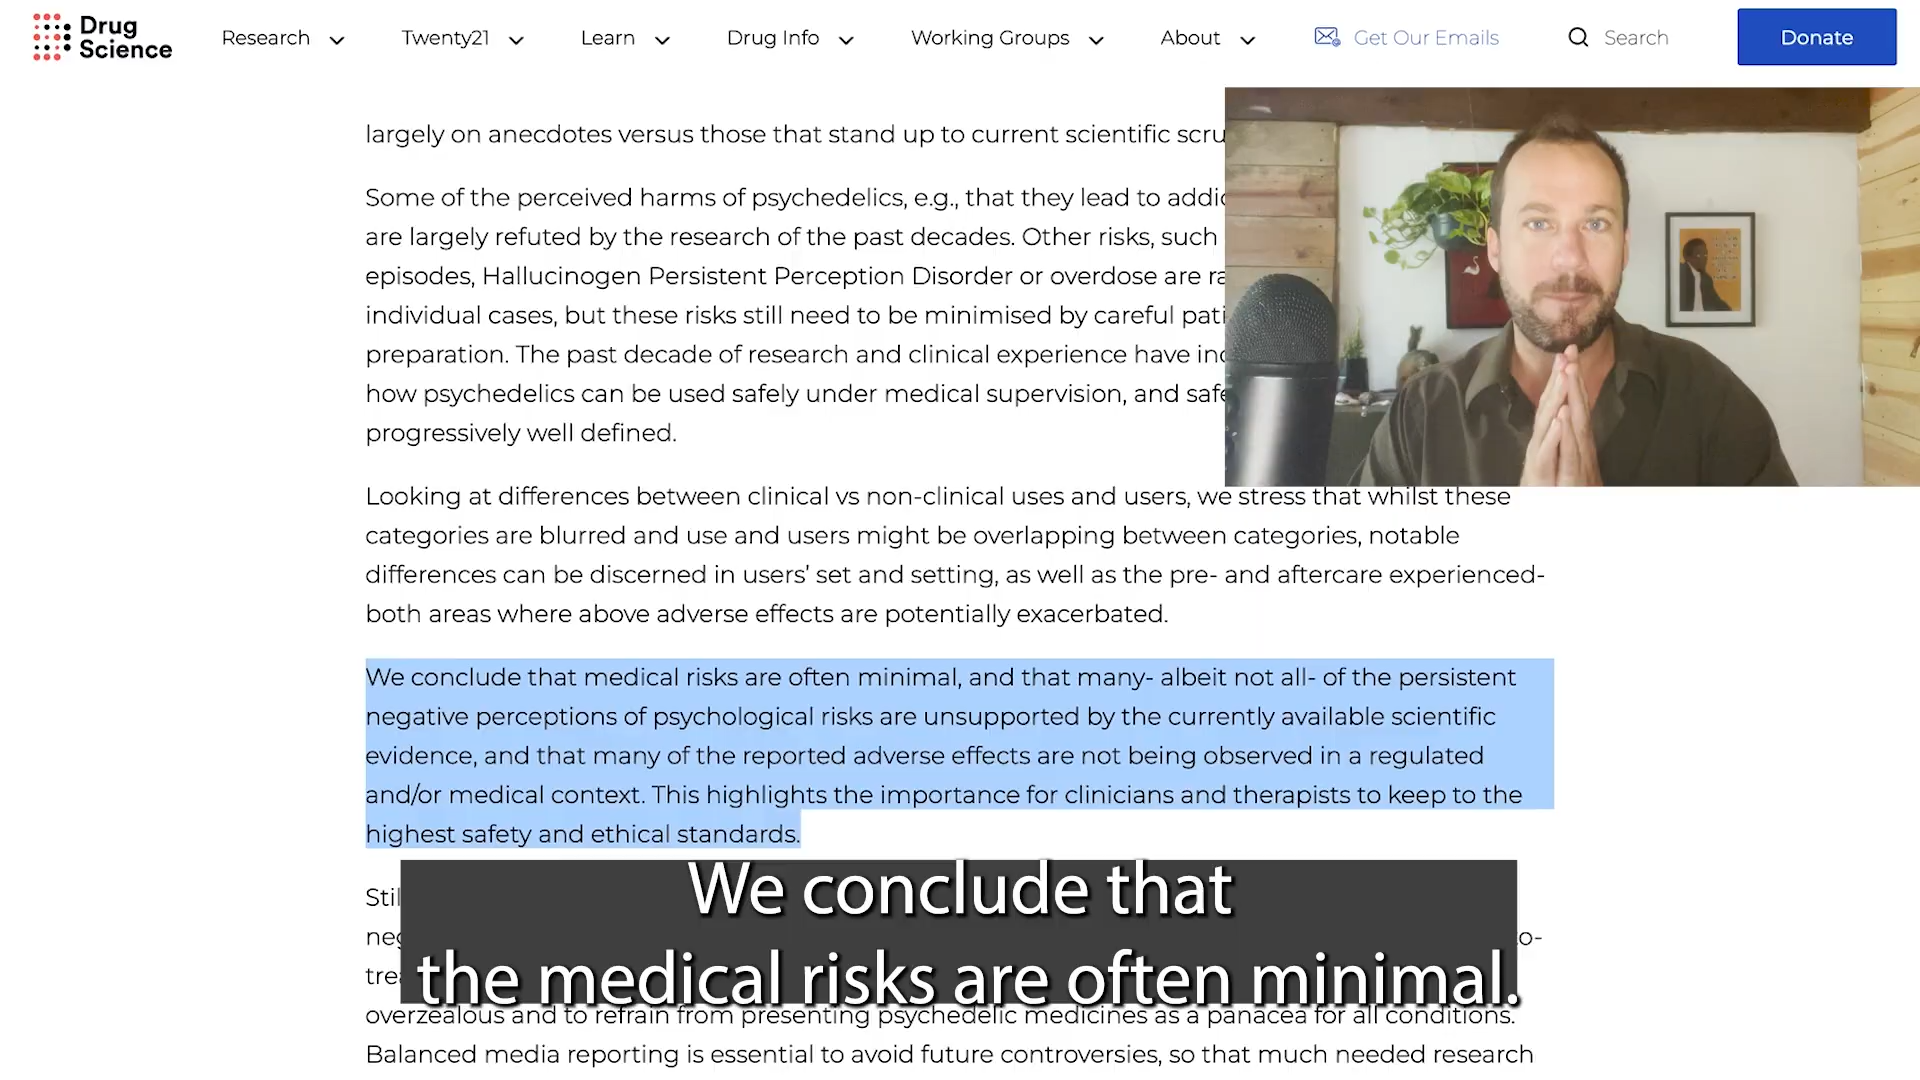 Drug
Science
Research
Twenty21
Learn
Drug Info
Working Groups
About
Get Our Emails
Search
Donate
largely on anecdotes versus those that stand up to current scientific
Some of the perceived harms of psychedelics, e.g., that they lead to
are largely refuted by the research of the past decades. Other risks, such
episodes, Hallucinogen Persistent Perception Disorder or overdose are
individual cases, but these risks still need to be minimised by careful
preparation. The past decade of research and clinical experience have
how psychedelics can be used safely under medical supervision, and
progressively well defined.
Looking at differences between clinical vs non-clinical uses and users, we stress that whilst these
categories are blurred and use and users might be overlapping between categories, notable
differences can be discerned in users’ set and setting, as well as the pre- and aftercare experienced-
both areas where above adverse effects are potentially exacerbated.
We conclude that medical risks are often minimal, and that many- albeit not all- of the persistent
negative perceptions of psychological risks are unsupported by the currently available scientific
evidence, and that many of the reported adverse effects are not being observed in a regulated
and/or medical context. This highlights the importance for clinicians and therapists to keep to the
highest safety and ethical standards.
We conclude that
the medical risks are often minimal.
overzealous and to refrain from presenting psychedelic medicines as a panacea for all conditions.
Balanced media reporting is essential to avoid future controversies, so that much needed research